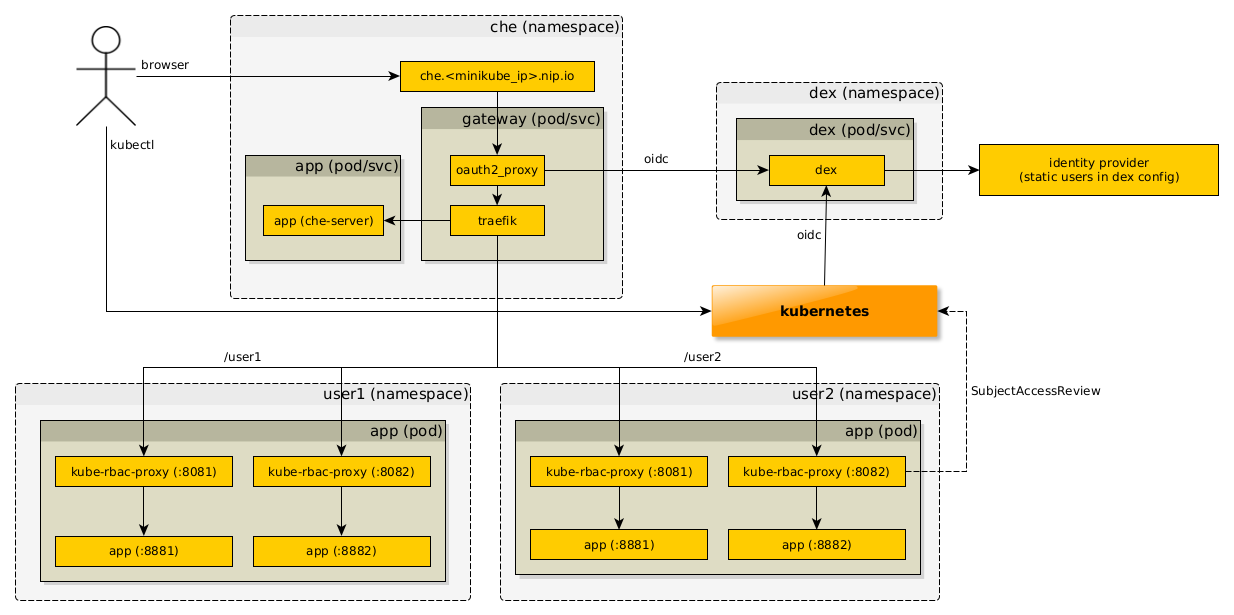 che (namespace)
browser
che.<minikube_ip>.nip.io
dex (namespace)
gateway (pod/svc)
dex (pod/svc)
kubectl
app (pod/svc)
oidc
oauth2_proxy
dex
identity provider
(static users in dex config)
app (che-server)
traefik
oidc
kubernetes
/user1
/user2
user1 (namespace)
user2 (namespace)
SubjectAccessReview
app (pod)
app (pod)
kube-rbac-proxy (:8081)
kube-rbac-proxy (:8082)
kube-rbac-proxy (:8081)
kube-rbac-proxy (:8082)
app (:8881)
app (:8882)
app (:8881)
app (:8882)